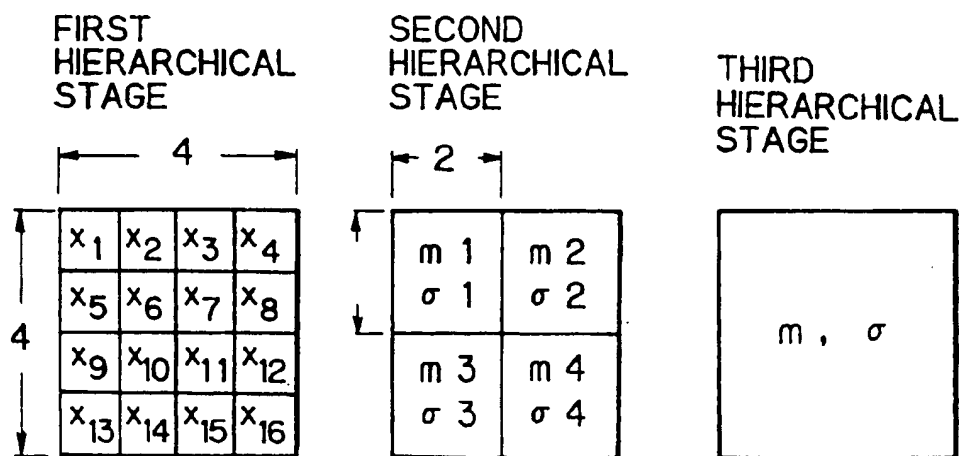 FIRST
HIERARCHICAL
STAGE
4
4
x1 x2 x3 x4
x5 x6 x7 x8
x9 x10 x11 x12
x13 x14 x15 x16
SECOND
HIERARCHICAL
STAGE
2
m 1 m 2
σ 1 σ 2
m 3 m 4
σ 3 σ 4
THIRD
HIERARCHICAL
STAGE
m , σ